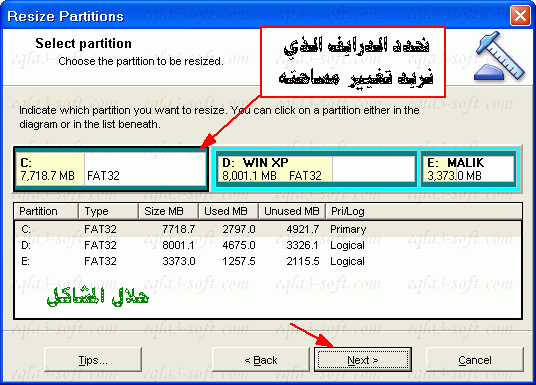 Resize Partitions
Select partition
Choose the partition to be resized.
نحدد الدرايف الذي
نريد تغيير مساحته
Indicate which partition you want to resize. You can click on a partition either in the
diagram or in the list beneath.
C:
7,718.7 MB FAT32
D: WIN XP
8,001.1 MB FAT32
E: MALIK
3,373.0 MB
Partition Type Size MB Used MB Unused MB Pri/Log
C: FAT32 7718.7 2797.0 4921.7 Primary
D: FAT32 8001.1 4675.0 3326.1 Logical
E: FAT32 3373.0 1257.5 2115.5 Logical
حلال المشاكل
Tips... < Back Next > Cancel
eqla3-soft.com